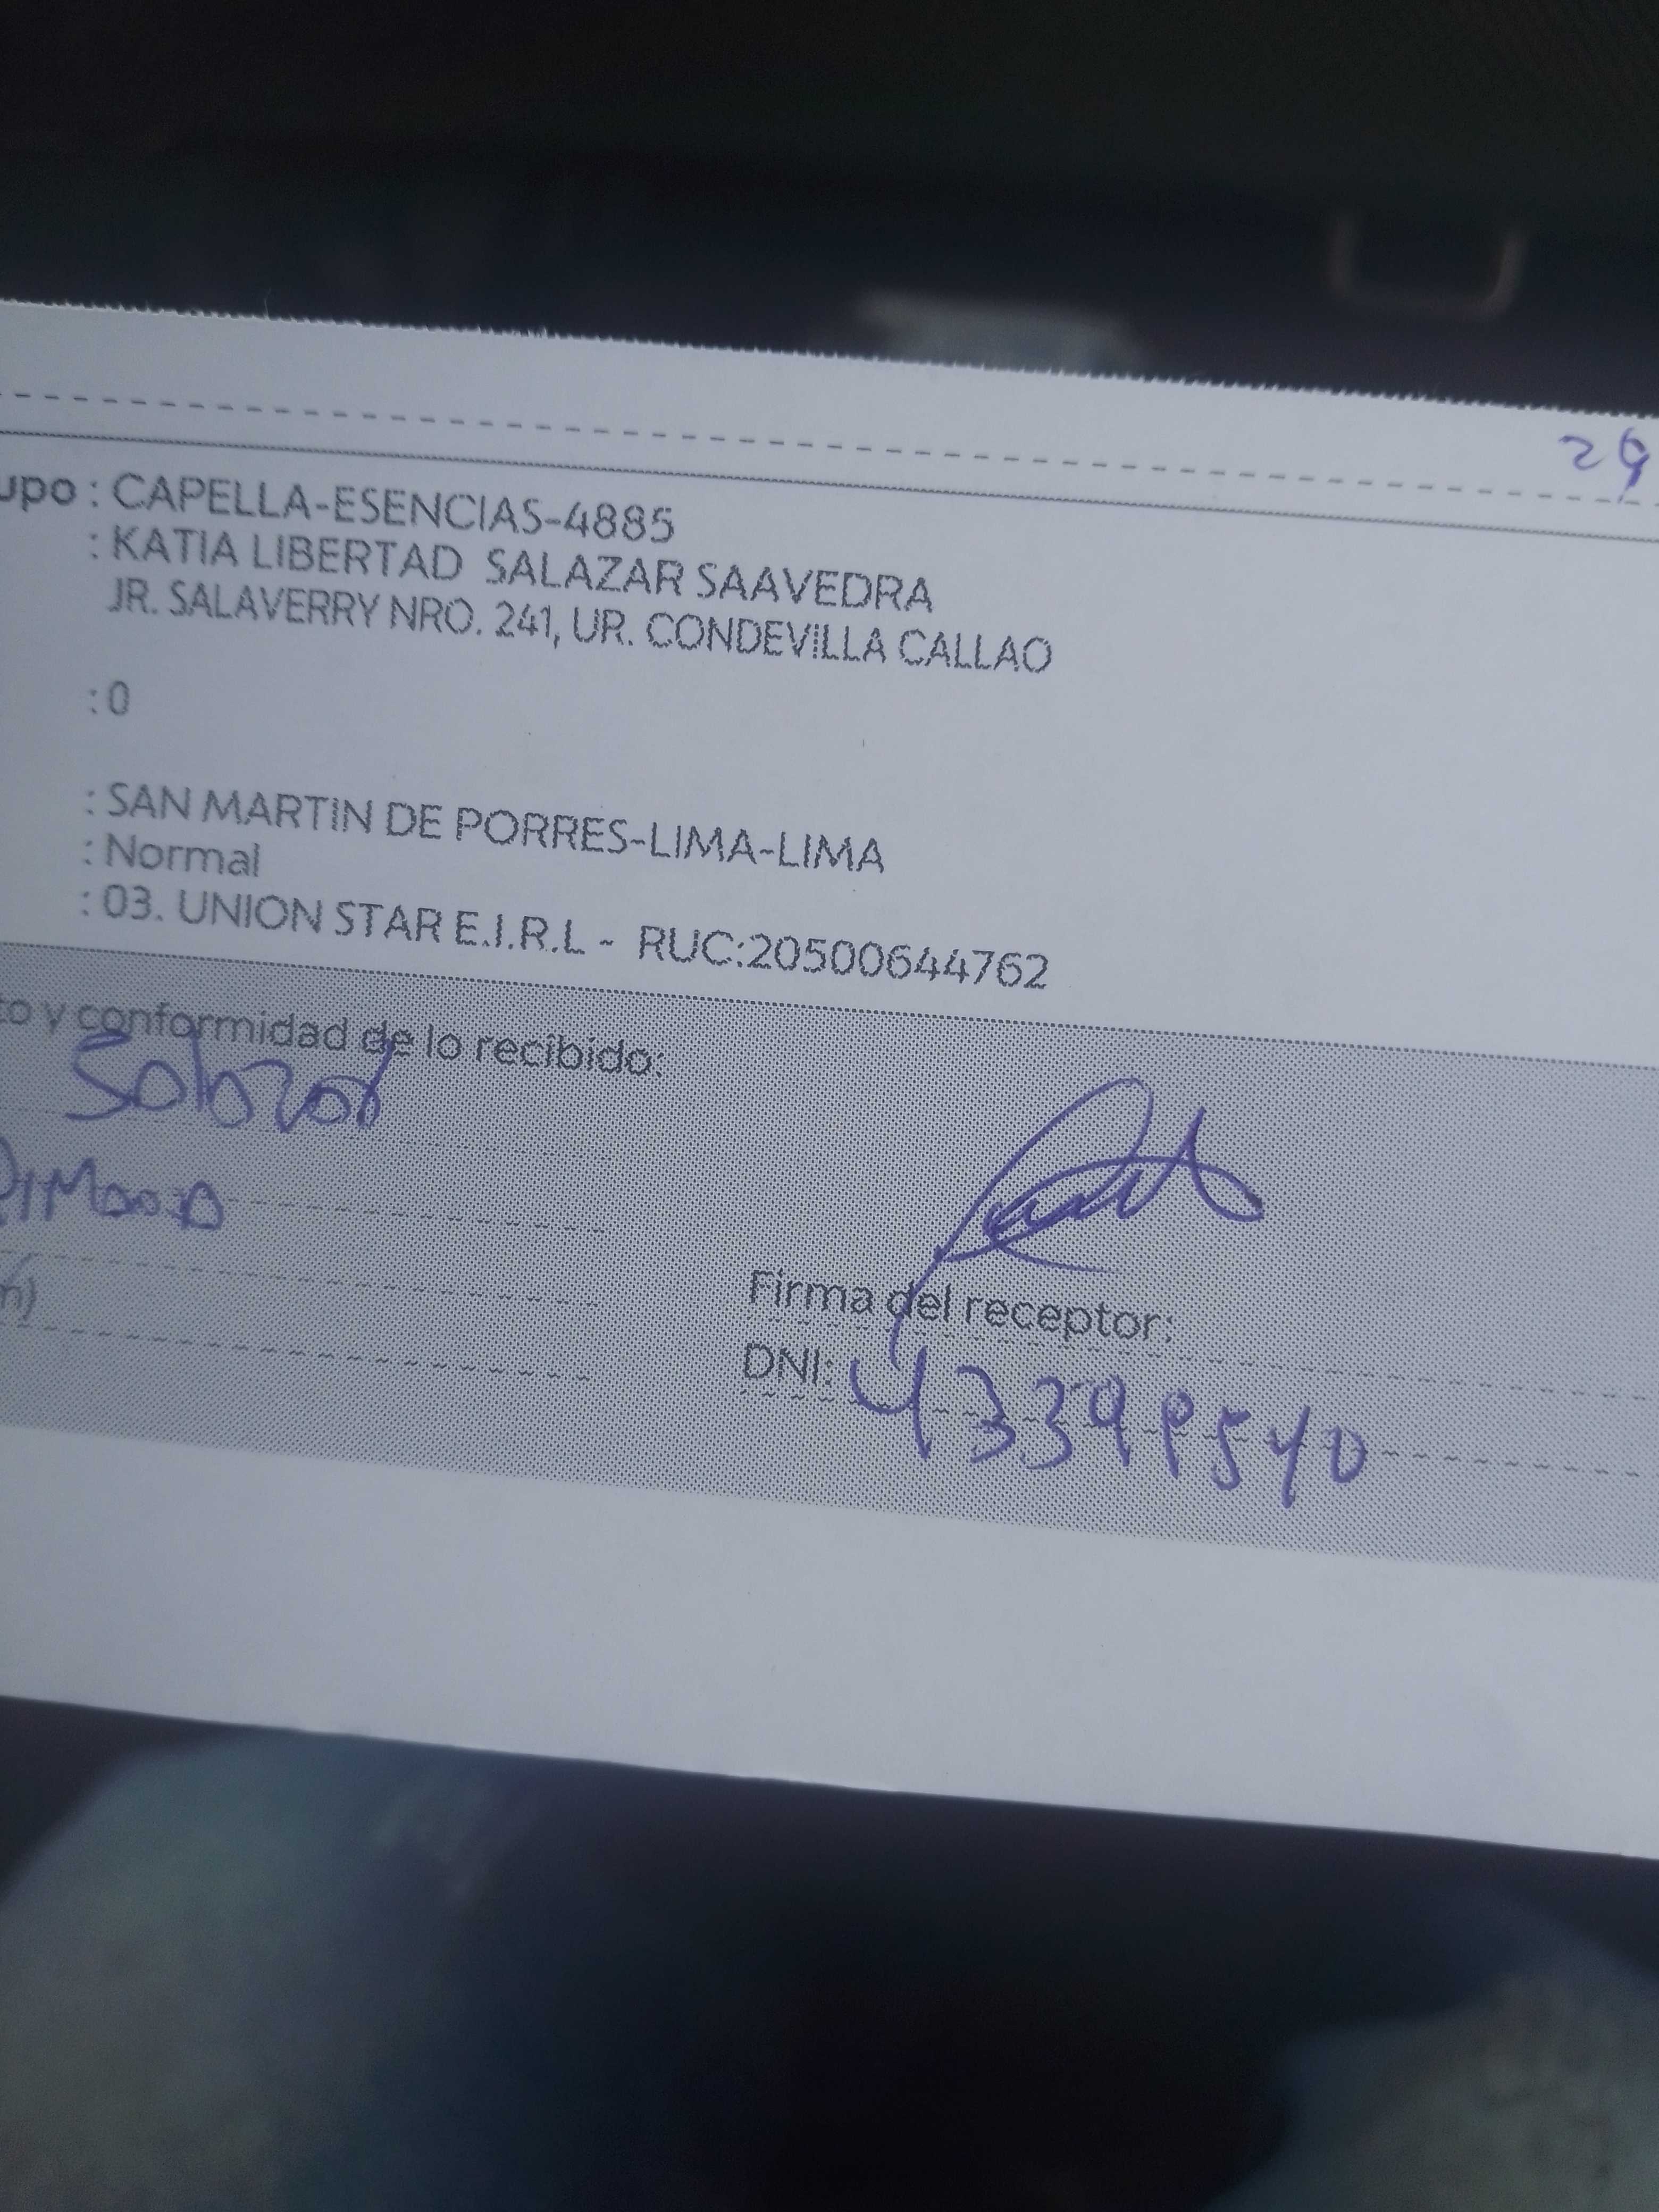 29
upo : CAPELLA-ESENCIAS-4885
: KATIA LIBERTAD SALAZAR SAAVEDRA
JR. SALAVERRY NRO. 241, UR. CONDEVILLA CALLAO
: 0
: SAN MARTIN DE PORRES-LIMA-LIMA
: Normal
: 03. UNION STAR E.I.R.L - RUC:20500644762
to y conformidad de lo recibido:
Salazar
Firma del receptor:
n)
DNI: 43399540